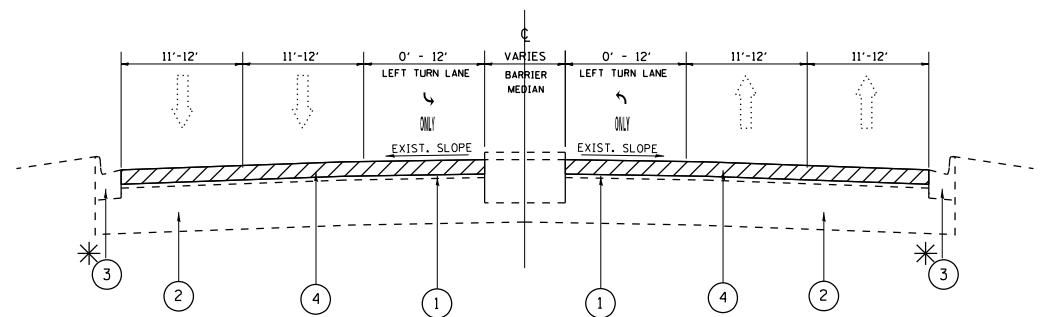 ℄
11'-12' 11'-12' 0' - 12' VARIES 0' - 12' 11'-12' 11'-12'
LEFT TURN LANE BARRIER MEDIAN LEFT TURN LANE
ONLY ONLY
EXIST. SLOPE EXIST. SLOPE
3 2 4 1 1 4 2 3